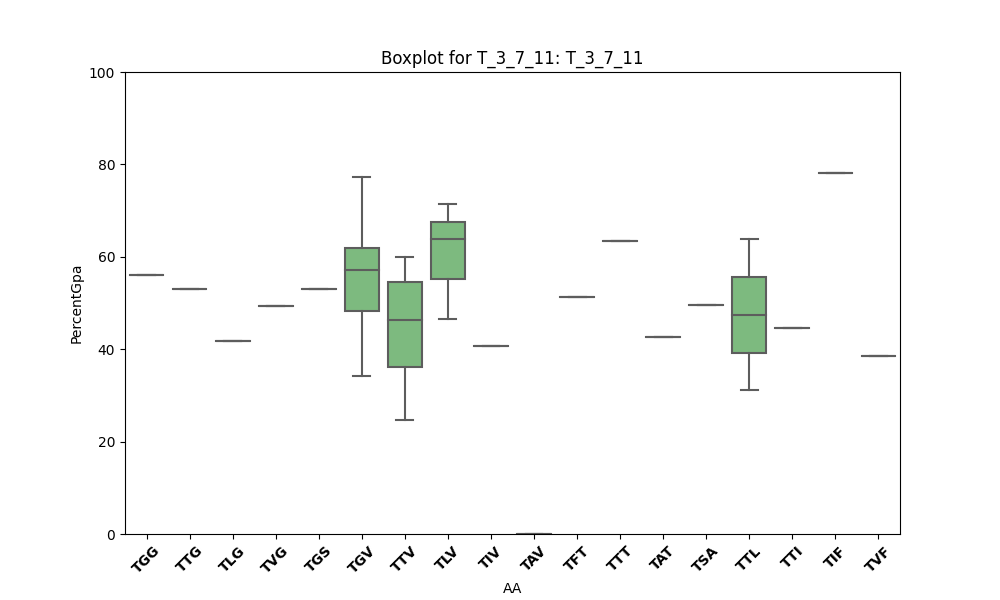 Boxplot for T_3_7_11: T_3_7_11
100
80
60
40
20
0
PercentGpa
TGG TTG TLG TVG TGS TGV TTV TLV TIV TAV TFT TTT TAT TSA TTL TTI TIF TVF
AA